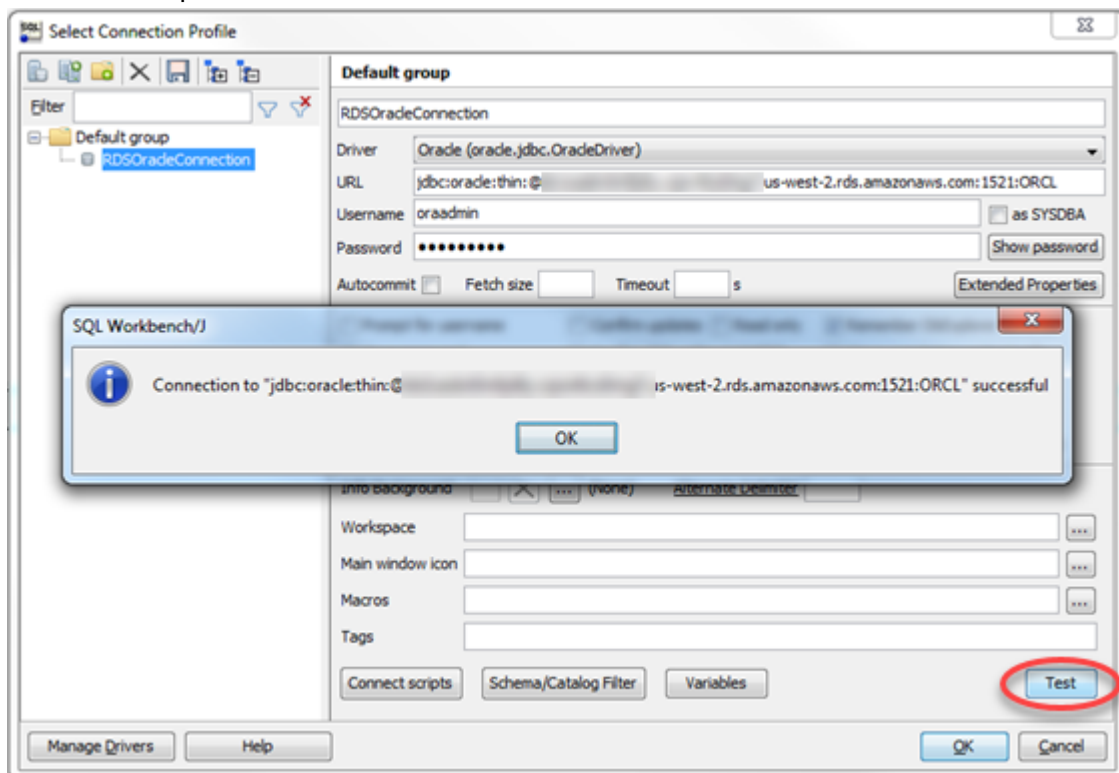 Select Connection Profile
Default group
Filter
RDSOracleConnection
Default group
RDSOracleConnection
Driver Oracle (oracle.jdbc.OracleDriver)
URL jdbc:oracle:thin:@ us-west-2.rds.amazonaws.com:1521:ORCL
Username oraadmin as SYSDBA
Password ●●●●●●●●● Show password
Autocommit Fetch size Timeout s Extended Properties
SQL Workbench/J
Connection to "jdbc:oracle:thin:@ us-west-2.rds.amazonaws.com:1521:ORCL" successful
OK
Info Background ... (None) Alternate Delimiter
Workspace ...
Main window icon ...
Macros ...
Tags
Connect scripts Schema/Catalog Filter Variables Test
Manage Drivers Help OK Cancel